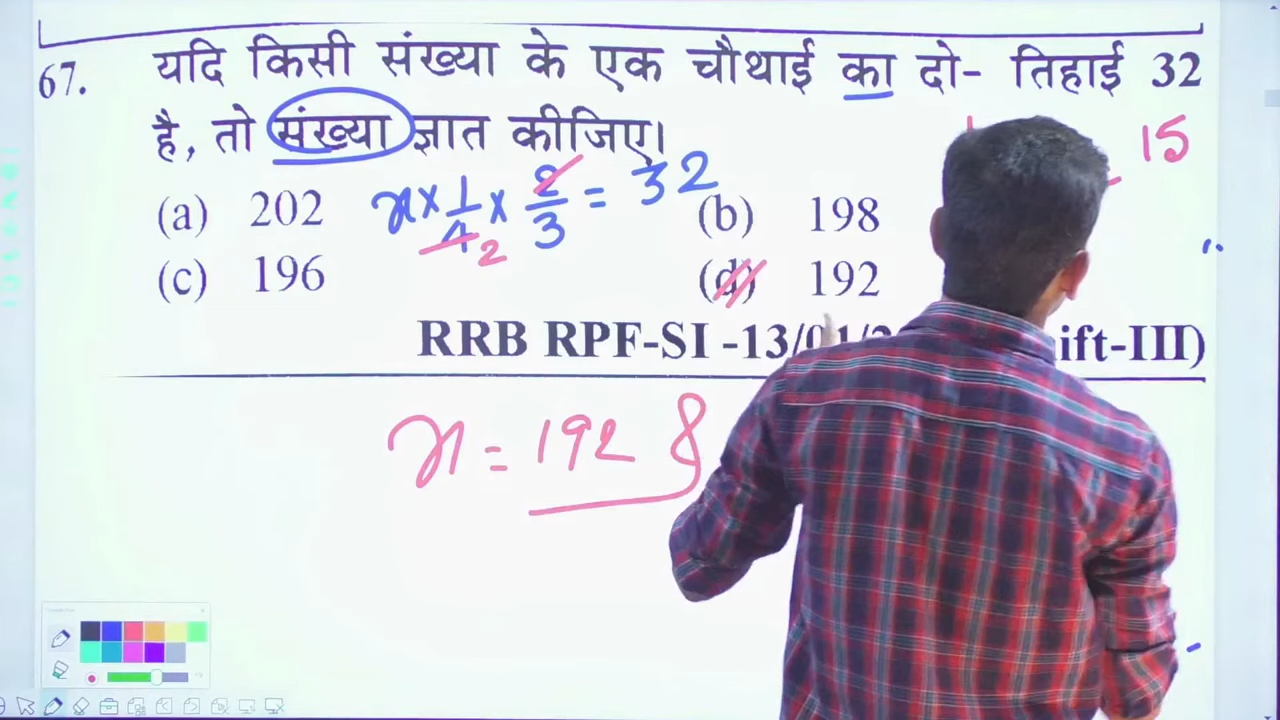 67. यदि किसी संख्या के एक चौथाई का दो- तिहाई 32
है, तो संख्या ज्ञात कीजिए।
15
(a) 202
x × 1/4 × 2/3 = 32
2
(b) 198
(c) 196
(d) 192
RRB RPF-SI -13/01/ ift-III)
x = 192